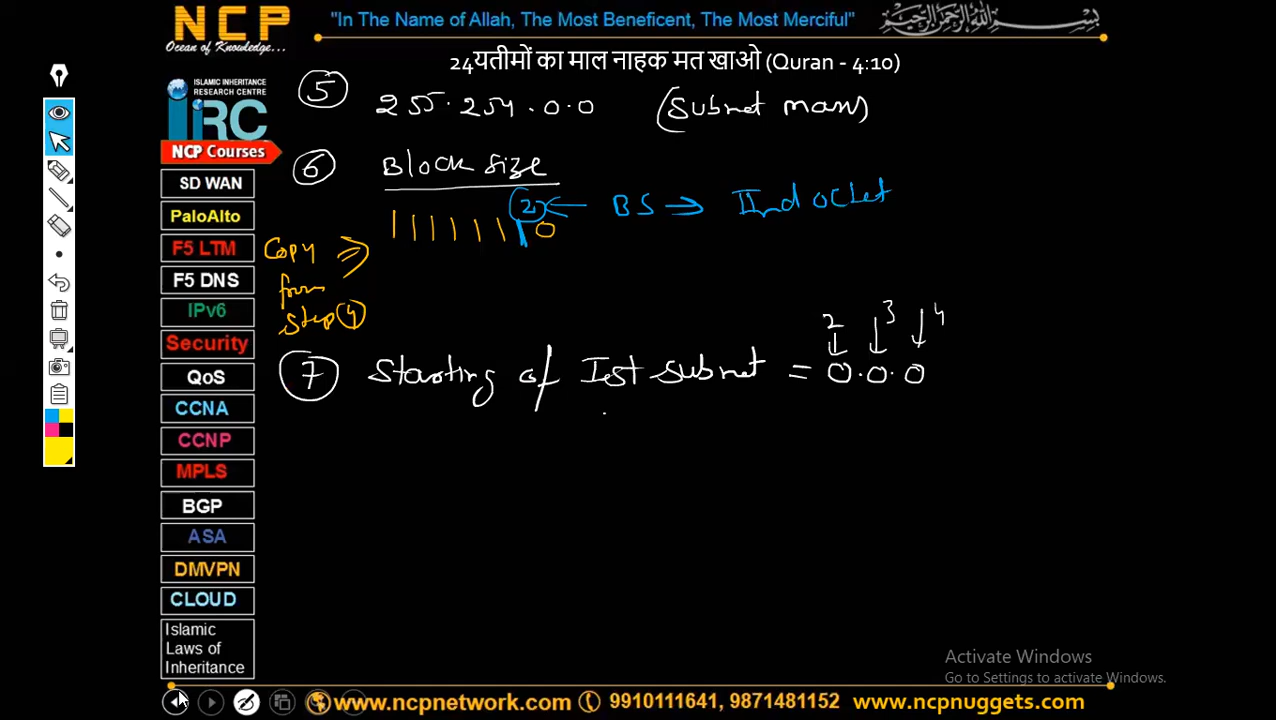 NCP
Ocean of Knowledge...
"In The Name of Allah, The Most Beneficent, The Most Merciful"
24यतीमों का माल नाहक मत खाओ (Quran - 4:10)
ISLAMIC INHERITANCE
RESEARCH CENTRE
iRC
NCP Courses
SD WAN
PaloAlto
F5 LTM
F5 DNS
IPv6
Security
QoS
CCNA
CCNP
MPLS
BGP
ASA
DMVPN
CLOUD
Islamic
Laws of
Inheritance
5 255.254.0.0 (Subnet mask)
6 Block Size
2 ← BS ⇒ IInd octet
11111110
Copy ⇒
from
step 4
2 3 4
7 Starting of Ist subnet = 0.0.0
Activate Windows
Go to Settings to activate Windows.
www.ncpnetwork.com 9910111641, 9871481152 www.ncpnuggets.com